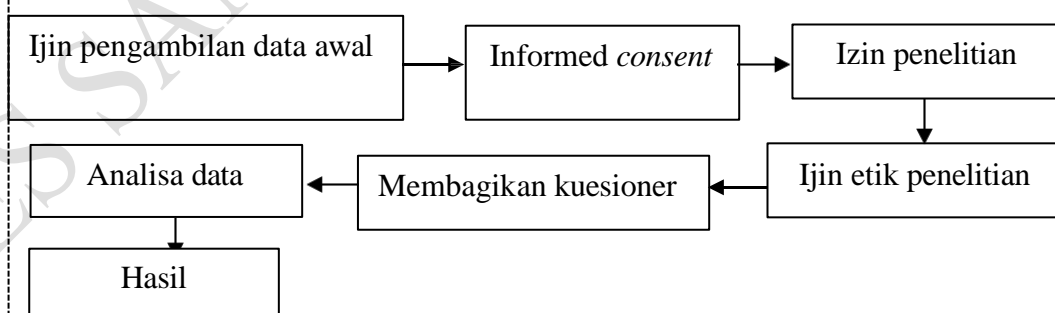 Ijin pengambilan data awal
Informed consent
Izin penelitian
Ijin etik penelitian
Membagikan kuesioner
Analisa data
Hasil